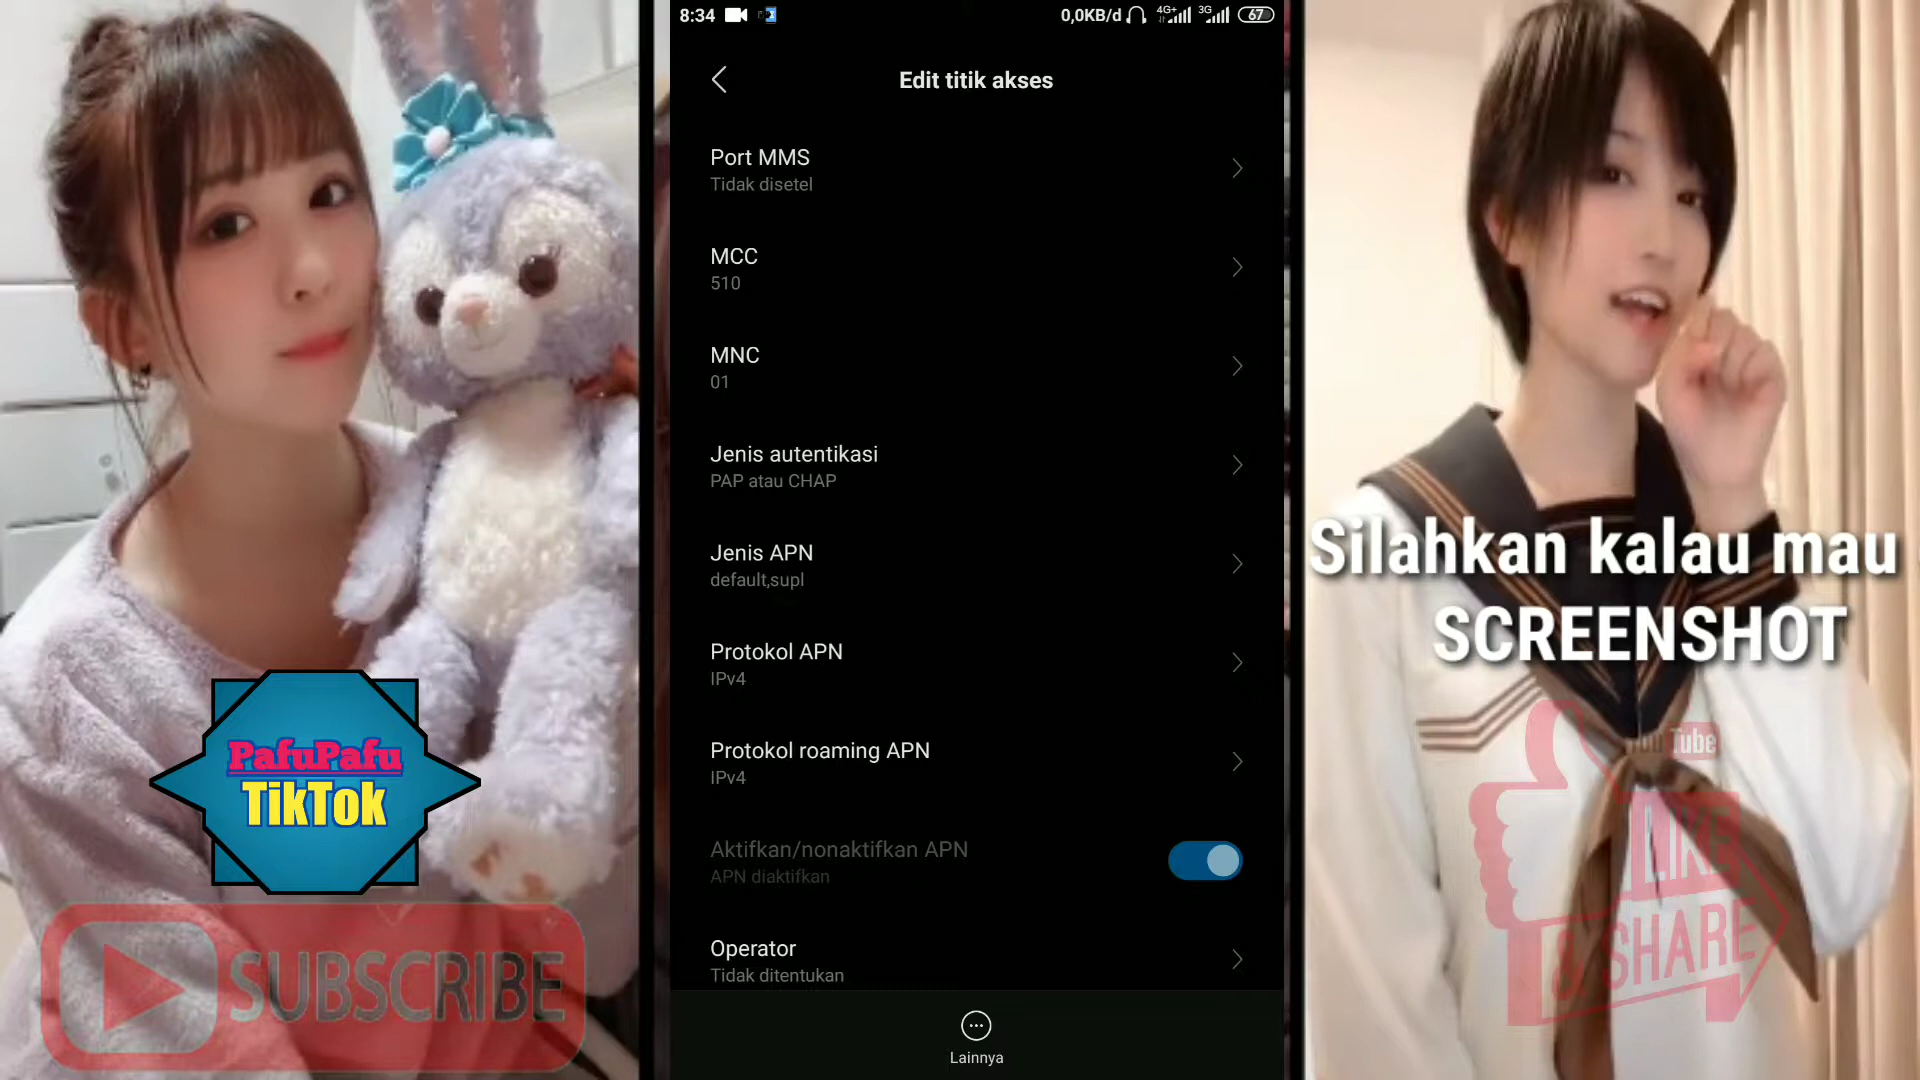 8:34
0,0KB/d
4G+
3G
67
Edit titik akses
Port MMS
Tidak disetel
MCC
510
MNC
01
Jenis autentikasi
PAP atau CHAP
Jenis APN
default,supl
Protokol APN
IPv4
Protokol roaming APN
IPv4
Aktifkan/nonaktifkan APN
APN diaktifkan
Operator
Tidak ditentukan
Lainnya
PafuPafu
TikTok
SUBSCRIBE
Silahkan kalau mau
SCREENSHOT
You Tube
LIKE
& SHARE